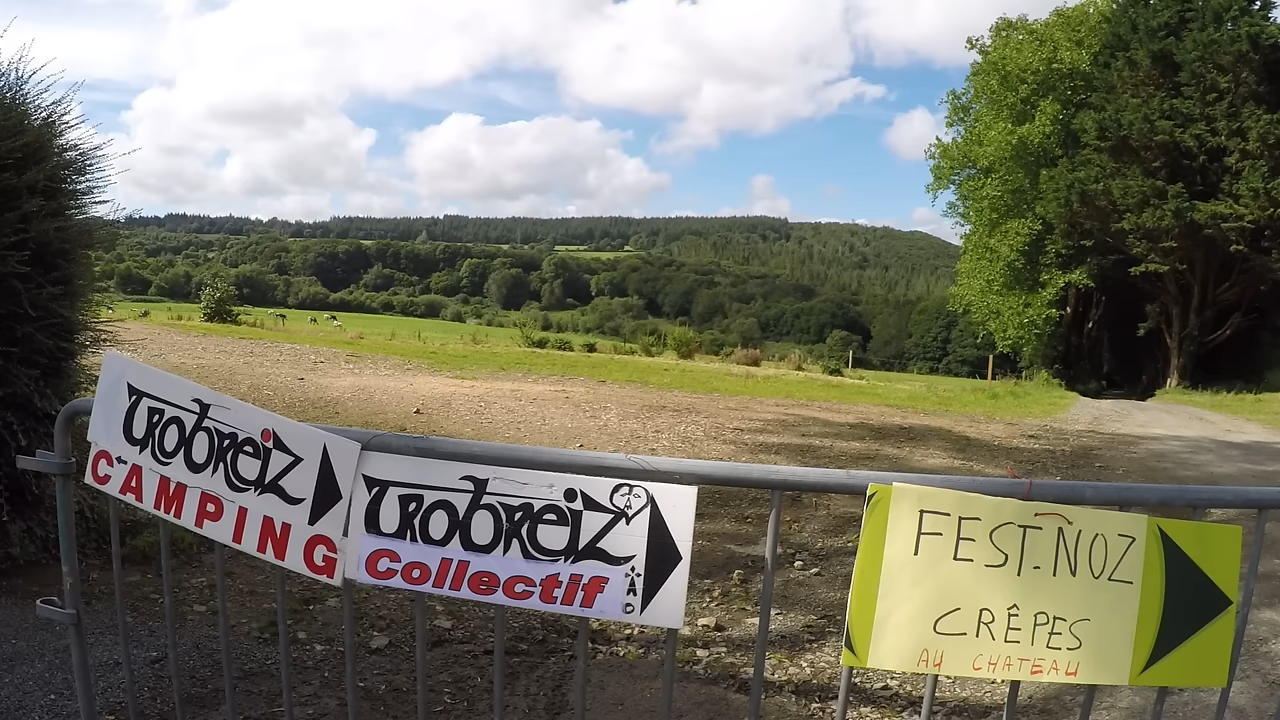 TROBREIZ
CAMPING
TROBREIZ
Collectif
FEST-NOZ
CRÊPES
AU CHATEAU